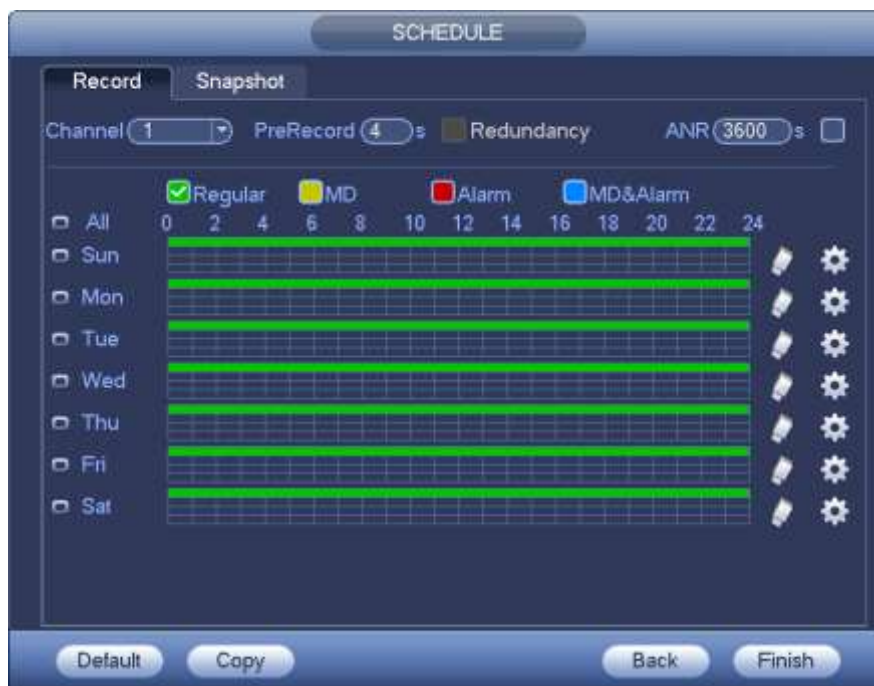 SCHEDULE
Record Snapshot
Channel 1 PreRecord 4 s Redundancy ANR 3600 s
Regular MD Alarm MD&Alarm
All 0 2 4 6 8 10 12 14 16 18 20 22 24
Sun
Mon
Tue
Wed
Thu
Fri
Sat
Default Copy Back Finish